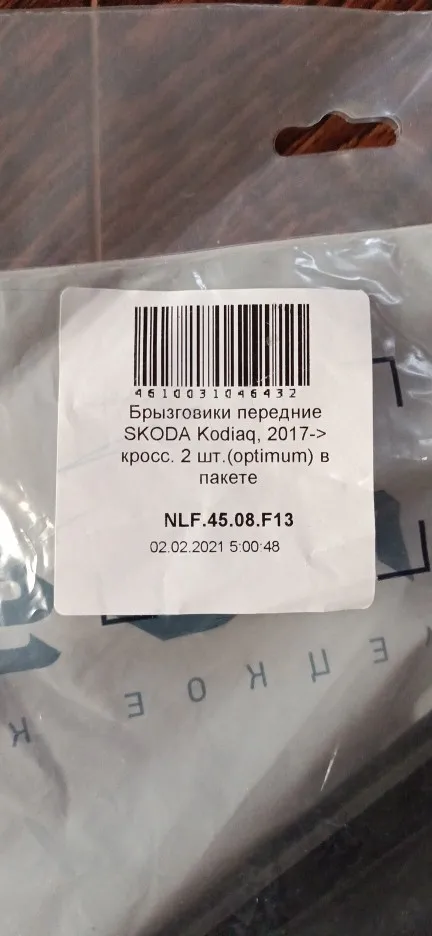 4610031046432
Брызговики передние
SKODA Kodiaq, 2017->
кросс. 2 шт.(optimum) в
пакете
NLF.45.08.F13
02.02.2021 5:00:48